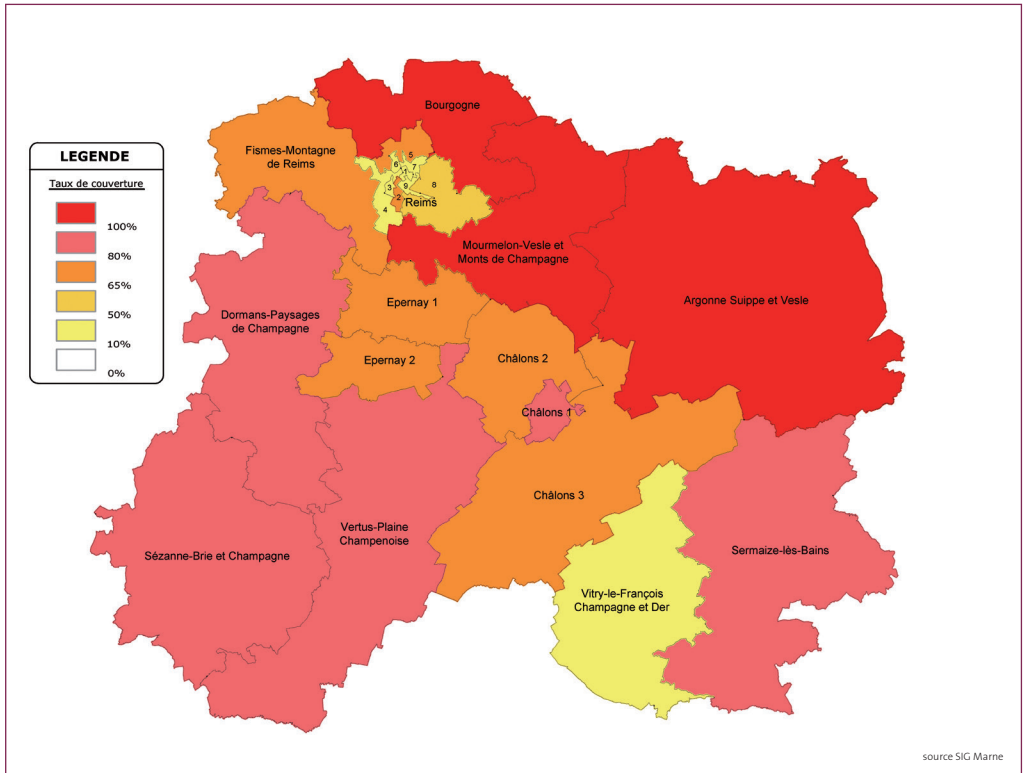 Bourgogne
Fismes-Montagne
de Reims
LEGENDE
Taux de couverture
100%
80%
65%
50%
10%
0%
5
6
7
1
3
9
8
2
4
Reims
Mourmelon-Vesle et
Monts de Champagne
Argonne Suippe et Vesle
Epernay 1
Dormans-Paysages
de Champagne
Epernay 2
Châlons 2
Châlons 1
Châlons 3
Vertus-Plaine
Champenoise
Sézanne-Brie et Champagne
Sermaize-lès-Bains
Vitry-le-François
Champagne et Der
source SIG Marne